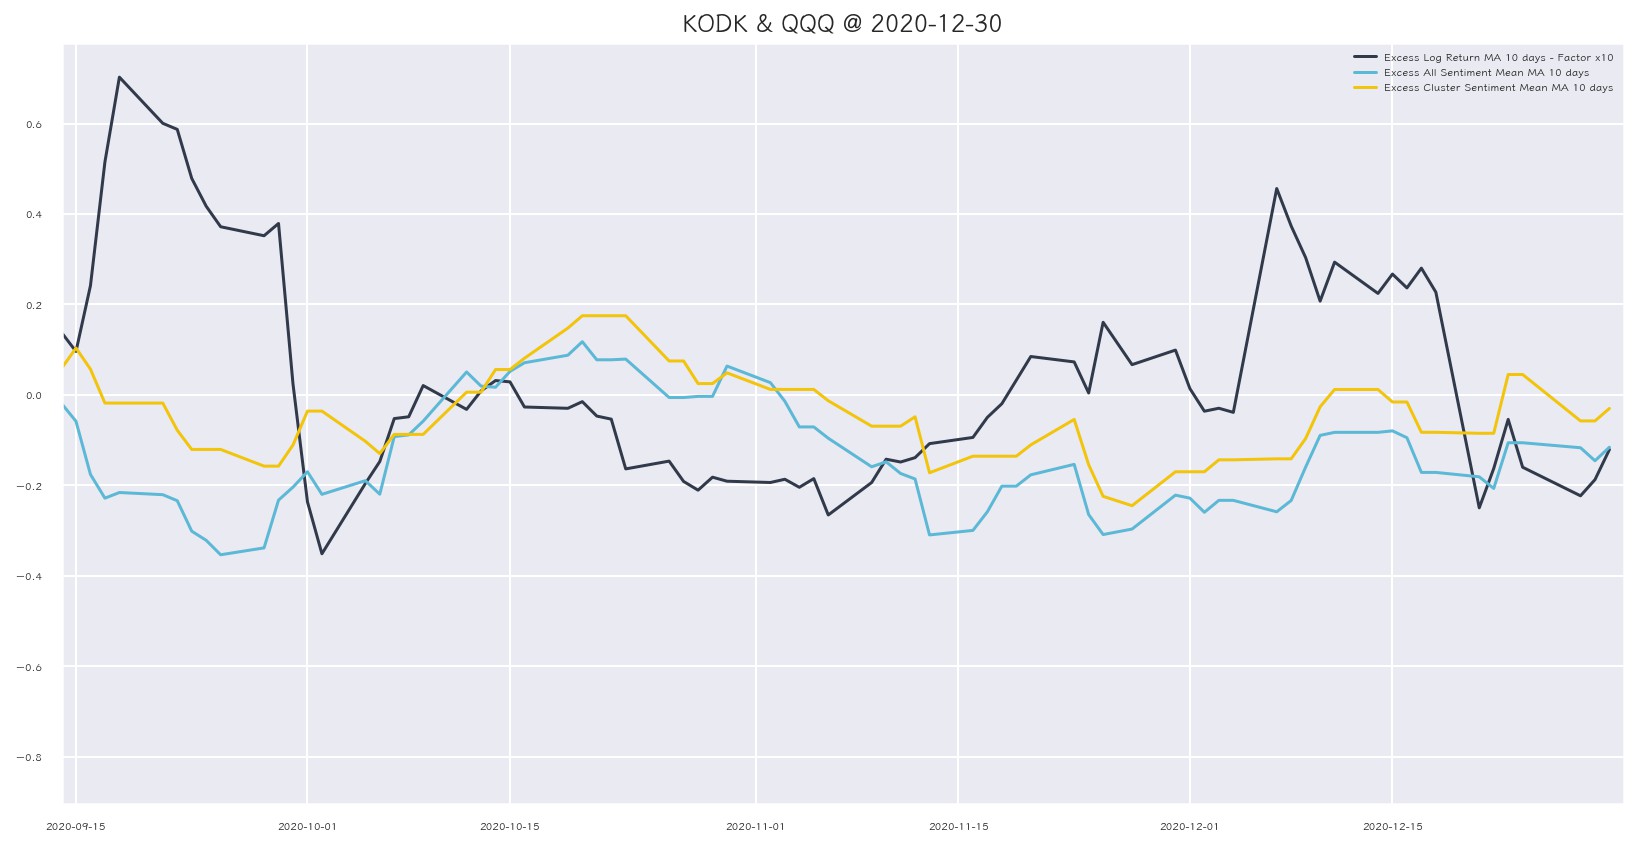 KODK & QQQ @ 2020-12-30
Excess Log Return MA 10 days - Factor x10
Excess All Sentiment Mean MA 10 days
Excess Cluster Sentiment Mean MA 10 days
0.6
0.4
0.2
0.0
−0.2
−0.4
−0.6
−0.8
2020-09-15 2020-10-01 2020-10-15 2020-11-01 2020-11-15 2020-12-01 2020-12-15